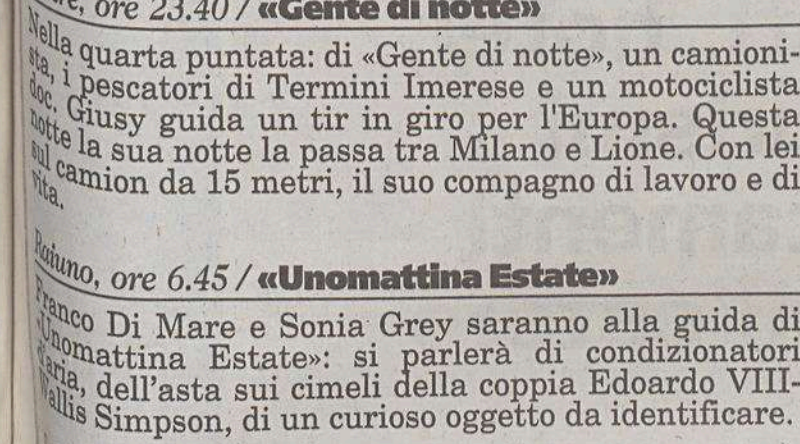 ore 23.40 / «Gente di notte»
Nella quarta puntata: di «Gente di notte», un camioni-
sta, i pescatori di Termini Imerese e un motociclista
doc. Giusy guida un tir in giro per l'Europa. Questa
notte la sua notte la passa tra Milano e Lione. Con lei
sul camion da 15 metri, il suo compagno di lavoro e di
vita.
Raiuno, ore 6.45 / «Unomattina Estate»
Franco Di Mare e Sonia Grey saranno alla guida di
«Unomattina Estate»: si parlerà di condizionatori
d'aria, dell'asta sui cimeli della coppia Edoardo VIII-
Wallis Simpson, di un curioso oggetto da identificare.